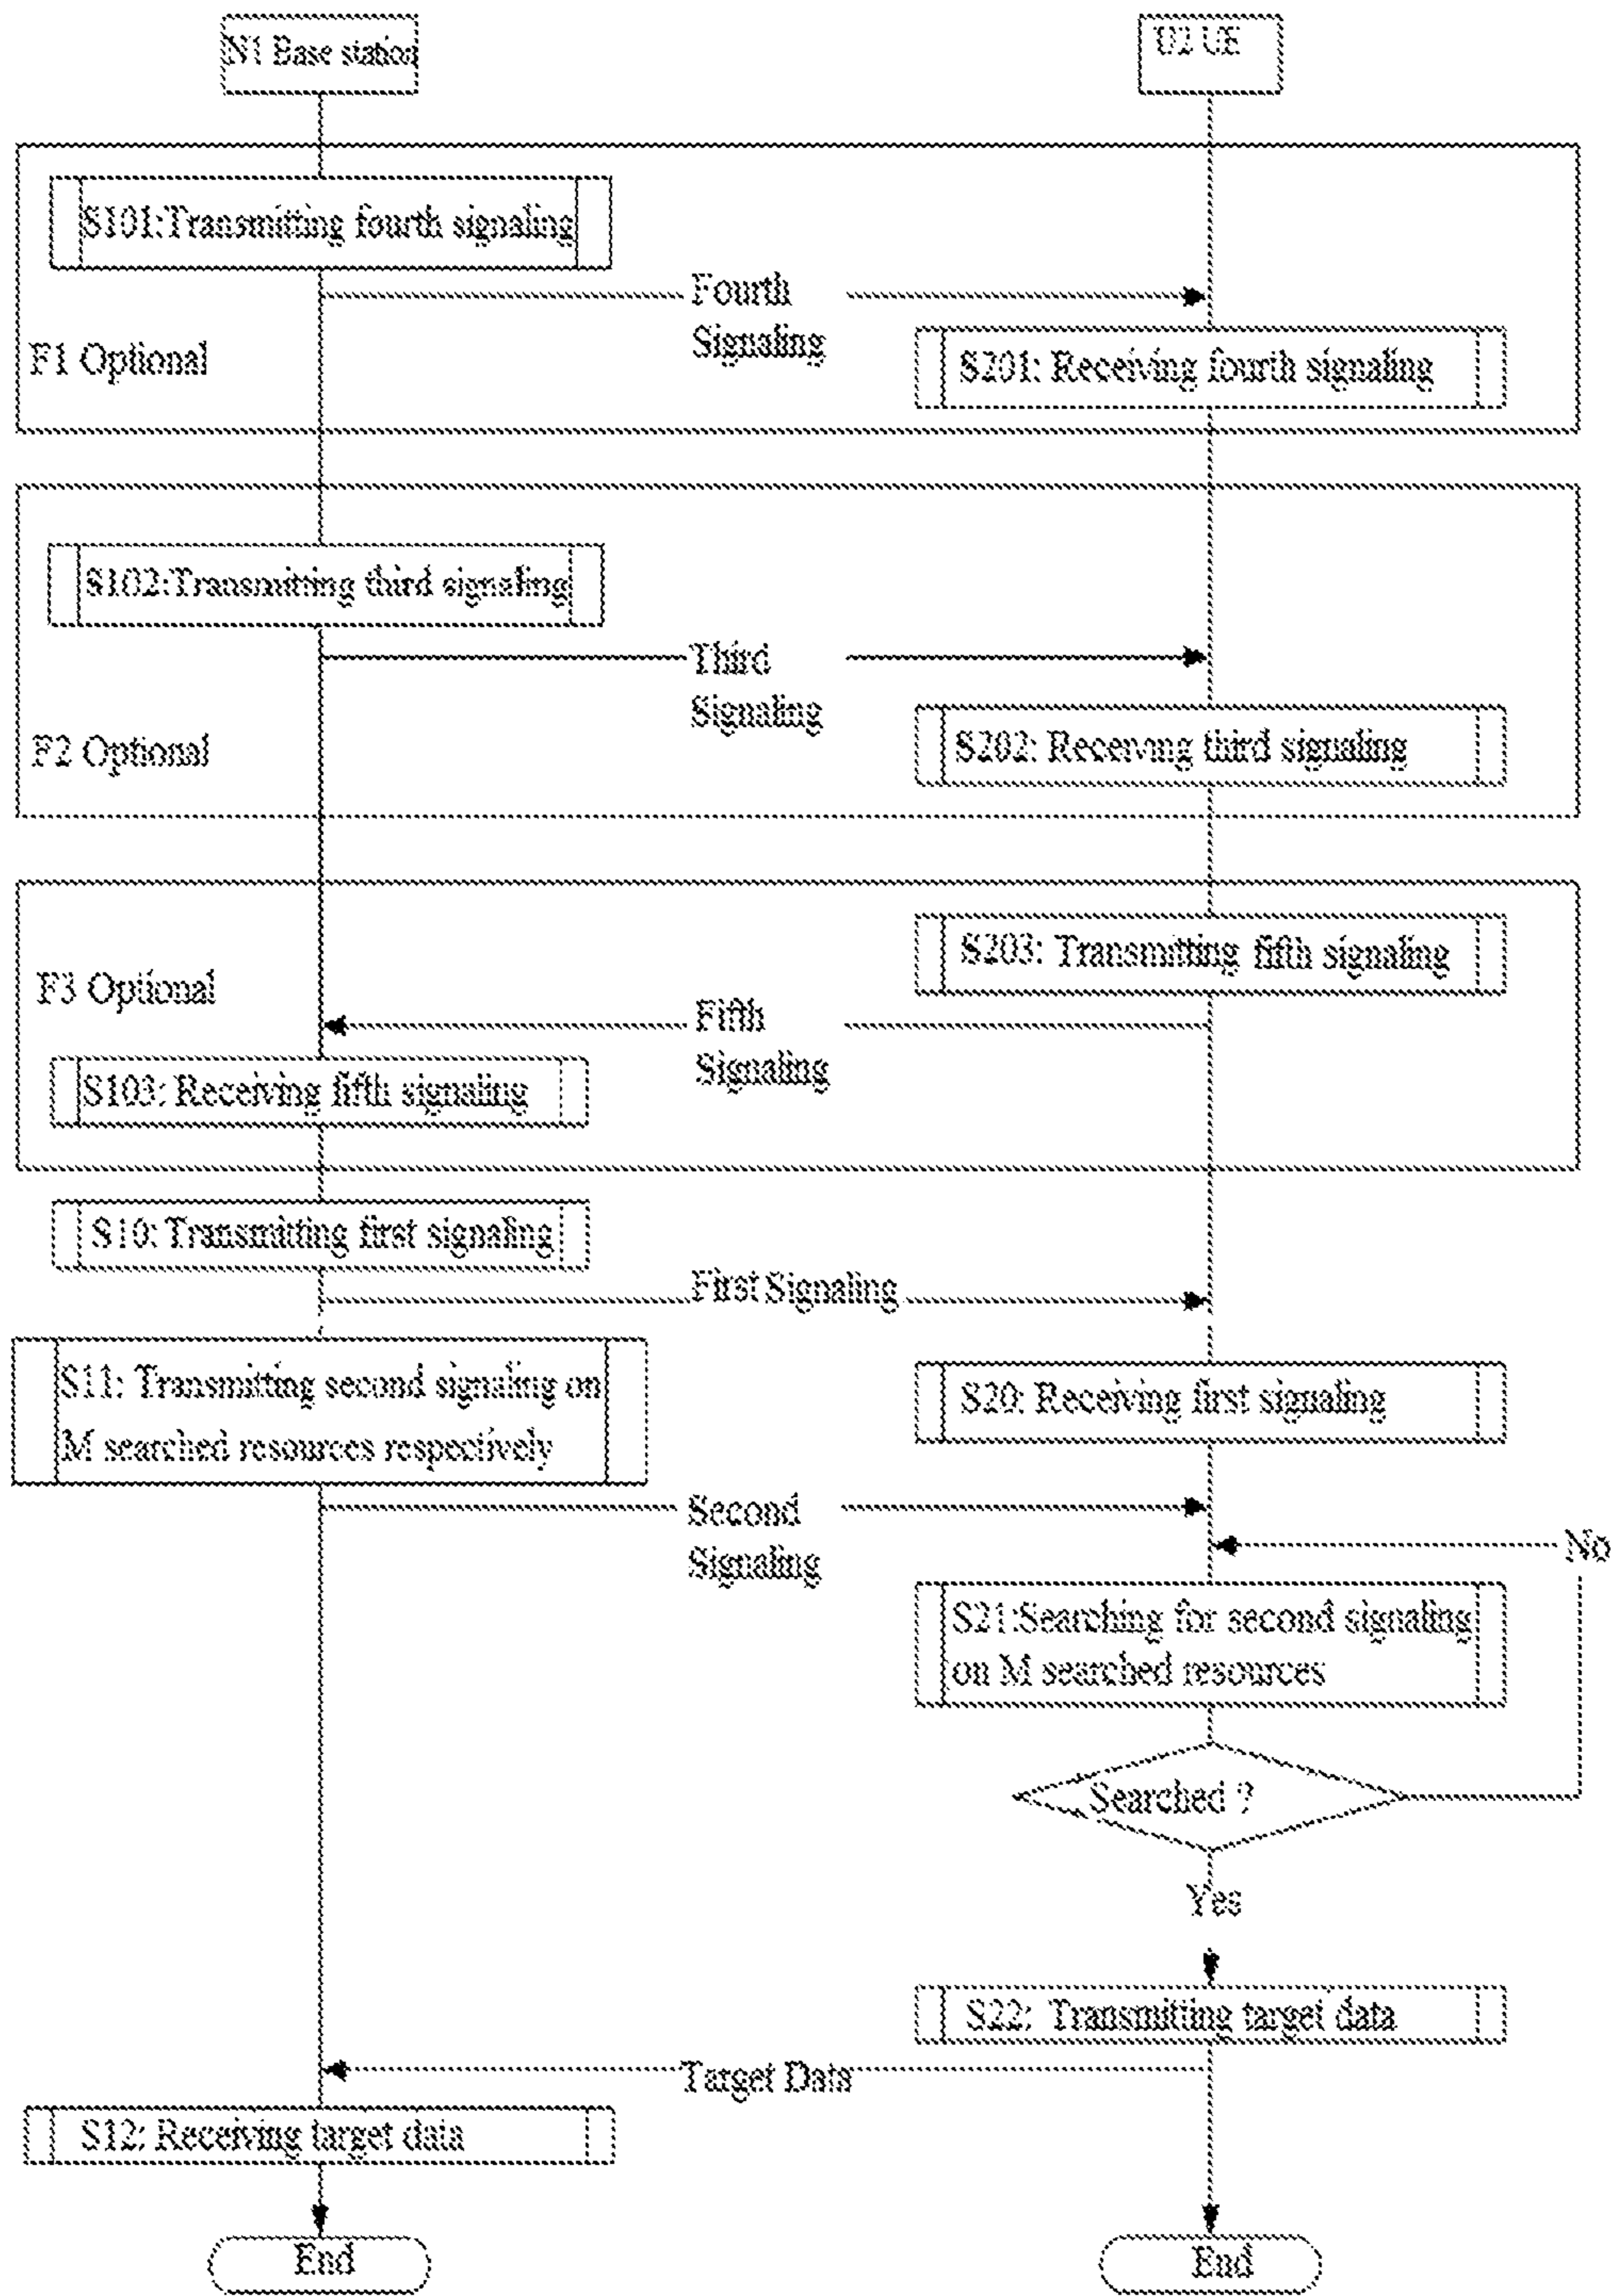 N1 Base station
U2 UE
S101:Transmitting fourth signaling
Fourth
Signaling
F1 Optional
S201: Receiving fourth signaling
S102:Transmitting third signaling
Third
Signaling
F2 Optional
S202: Receiving third signaling
S203: Transmitting fifth signaling
F3 Optional
Fifth
Signaling
S103: Receiving fifth signaling
S10: Transmitting first signaling
First Signaling
S11: Transmitting second signaling on
M searched resources respectively
S20: Receiving first signaling
Second
Signaling
No
S21:Searching for second signaling
on M searched resources
Searched ?
Yes
S22: Transmitting target data
Target Data
S12: Receiving target data
End
End